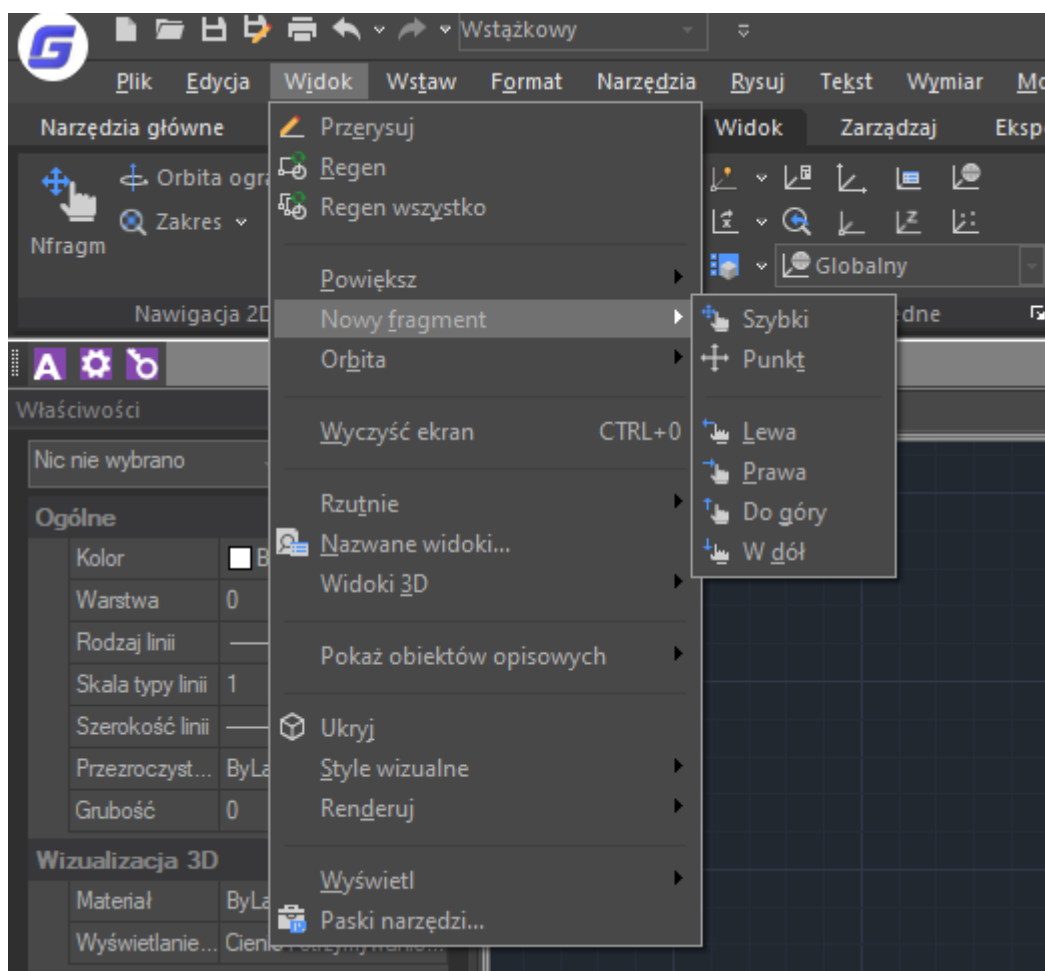 Wstążkowy
Plik Edycja Widok Wstaw Format Narzędzia Rysuj Tekst Wymiar
Narzędzia główne Widok Zarządzaj
Orbita
Zakres
Nfragm
Globalny
Nawigacja 2D
Właściwości
Nic nie wybrano
Ogólne
Kolor
Warstwa 0
Rodzaj linii
Skala typy linii 1
Szerokość linii
Przezroczyst... ByLa
Grubość 0
Wizualizacja 3D
Materiał ByLa
Wyświetlanie...
Przerysuj
Regen
Regen wszystko
Powiększ
Nowy fragment
Orbita
Wyczyść ekran CTRL+0
Rzutnie
Nazwane widoki...
Widoki 3D
Pokaż obiektów opisowych
Ukryj
Style wizualne
Renderuj
Wyświetl
Paski narzędzi...
Szybki
Punkt
Lewa
Prawa
Do góry
W dół